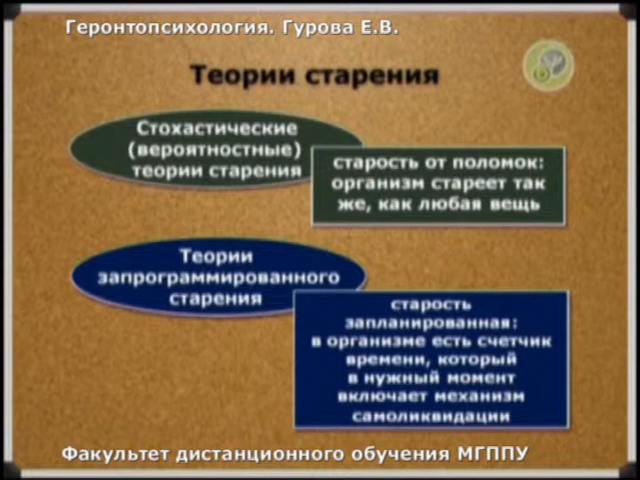 Геронтопсихология. Гурова Е.В.
Теории старения
Стохастические
(вероятностные)
теории старения
старость от поломок:
организм стареет так
же, как любая вещь
Теории
запрограммированного
старения
старость
запланированная:
в организме есть счетчик
времени, который
в нужный момент
включает механизм
самоликвидации
Факультет дистанционного обучения МГППУ